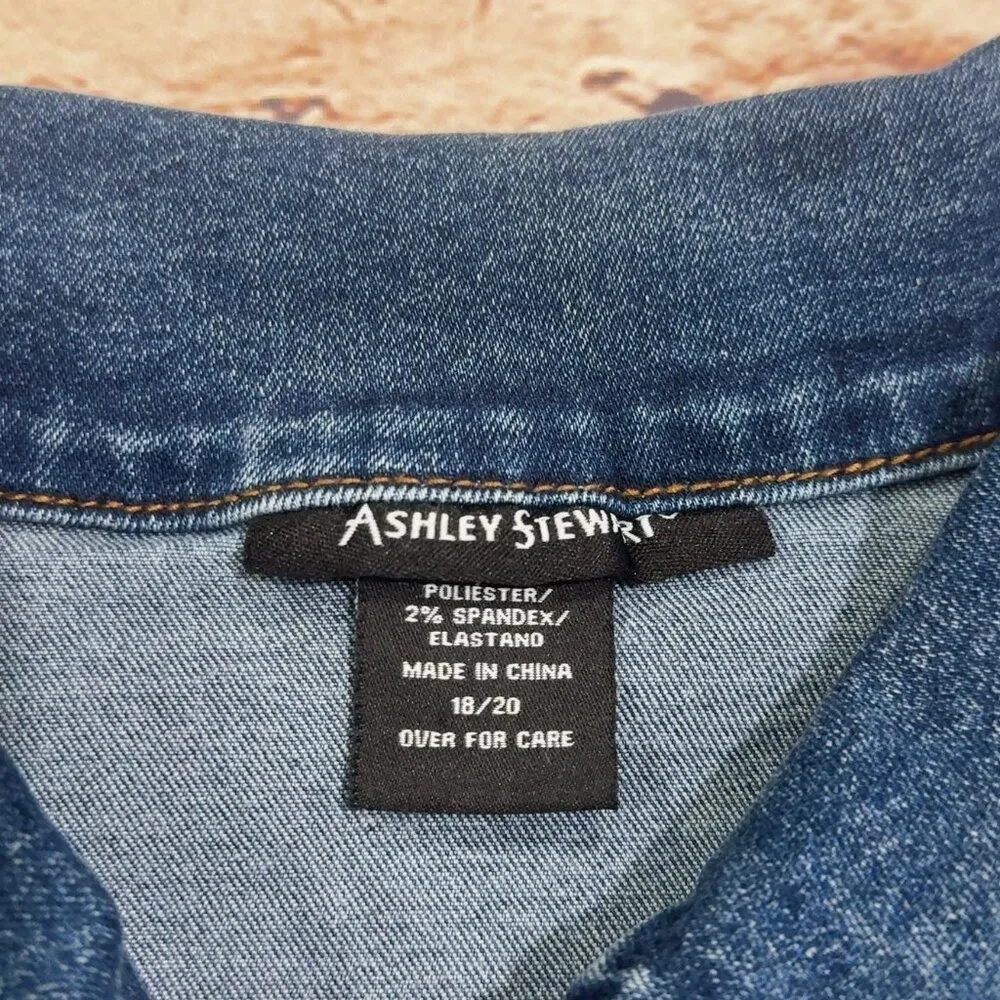 ASHLEY STEWART
POLIESTER/
2% SPANDEX/
ELASTANO
MADE IN CHINA
18/20
OVER FOR CARE